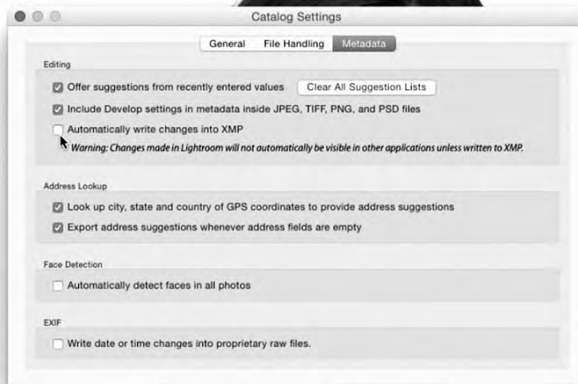 Catalog Settings
General File Handling Metadata
Editing
Offer suggestions from recently entered values Clear All Suggestion Lists
Include Develop settings in metadata inside JPEG, TIFF, PNG, and PSD files
Automatically write changes into XMP
Warning: Changes made in Lightroom will not automatically be visible in other applications unless written to XMP.
Address Lookup
Look up city, state and country of GPS coordinates to provide address suggestions
Export address suggestions whenever address fields are empty
Face Detection
Automatically detect faces in all photos
EXIF
Write date or time changes into proprietary raw files.